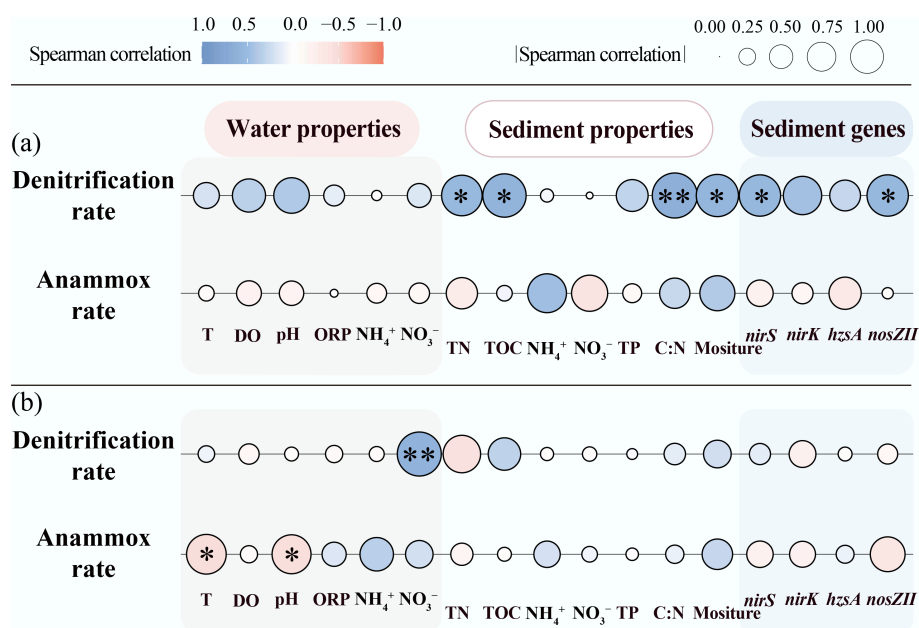 1.0 0.5 0.0 −0.5 −1.0
Spearman correlation
0.00 0.25 0.50 0.75 1.00
|Spearman correlation|
Water properties
Sediment properties
Sediment genes
(a)
Denitrification
rate
* * ** * * *
Anammox
rate
T DO pH ORP NH₄⁺ NO₃⁻ TN TOC NH₄⁺ NO₃⁻ TP C:N Mositure nirS nirK hzsA nosZII
(b)
Denitrification
rate
**
Anammox
rate
* *
T DO pH ORP NH₄⁺ NO₃⁻ TN TOC NH₄⁺ NO₃⁻ TP C:N Mositure nirS nirK hzsA nosZII